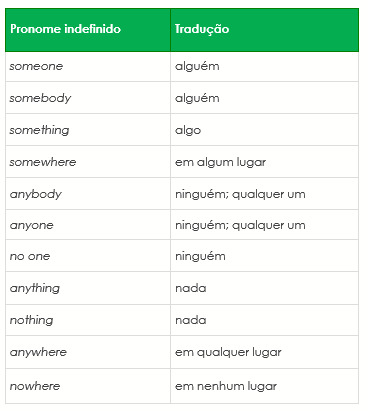 Pronome indefinido Tradução
someone alguém
somebody alguém
something algo
somewhere em algum lugar
anybody ninguém; qualquer um
anyone ninguém; qualquer um
no one ninguém
anything nada
nothing nada
anywhere em qualquer lugar
nowhere em nenhum lugar